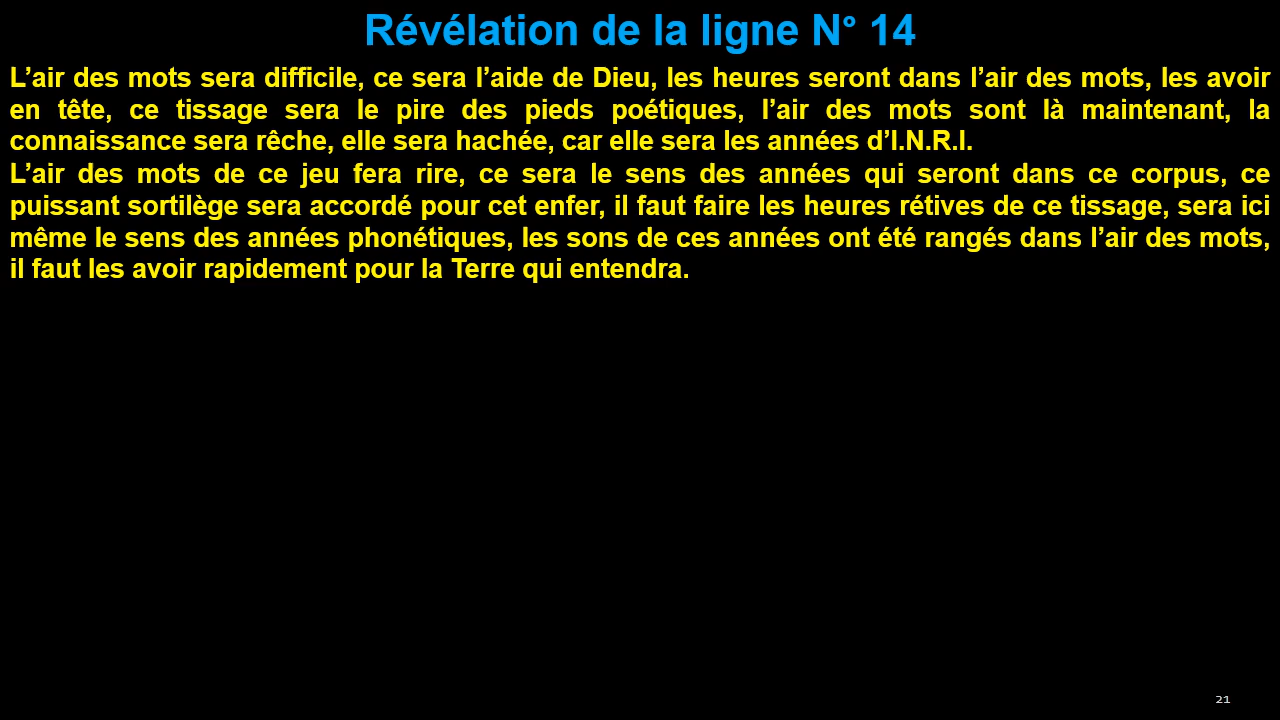 Révélation de la ligne N° 14
L’air des mots sera difficile, ce sera l’aide de Dieu, les heures seront dans l’air des mots, les avoir
en tête, ce tissage sera le pire des pieds poétiques, l’air des mots sont là maintenant, la
connaissance sera rêche, elle sera hachée, car elle sera les années d’I.N.R.I.
L’air des mots de ce jeu fera rire, ce sera le sens des années qui seront dans ce corpus, ce
puissant sortilège sera accordé pour cet enfer, il faut faire les heures rétives de ce tissage, sera ici
même le sens des années phonétiques, les sons de ces années ont été rangés dans l’air des mots,
il faut les avoir rapidement pour la Terre qui entendra.
21